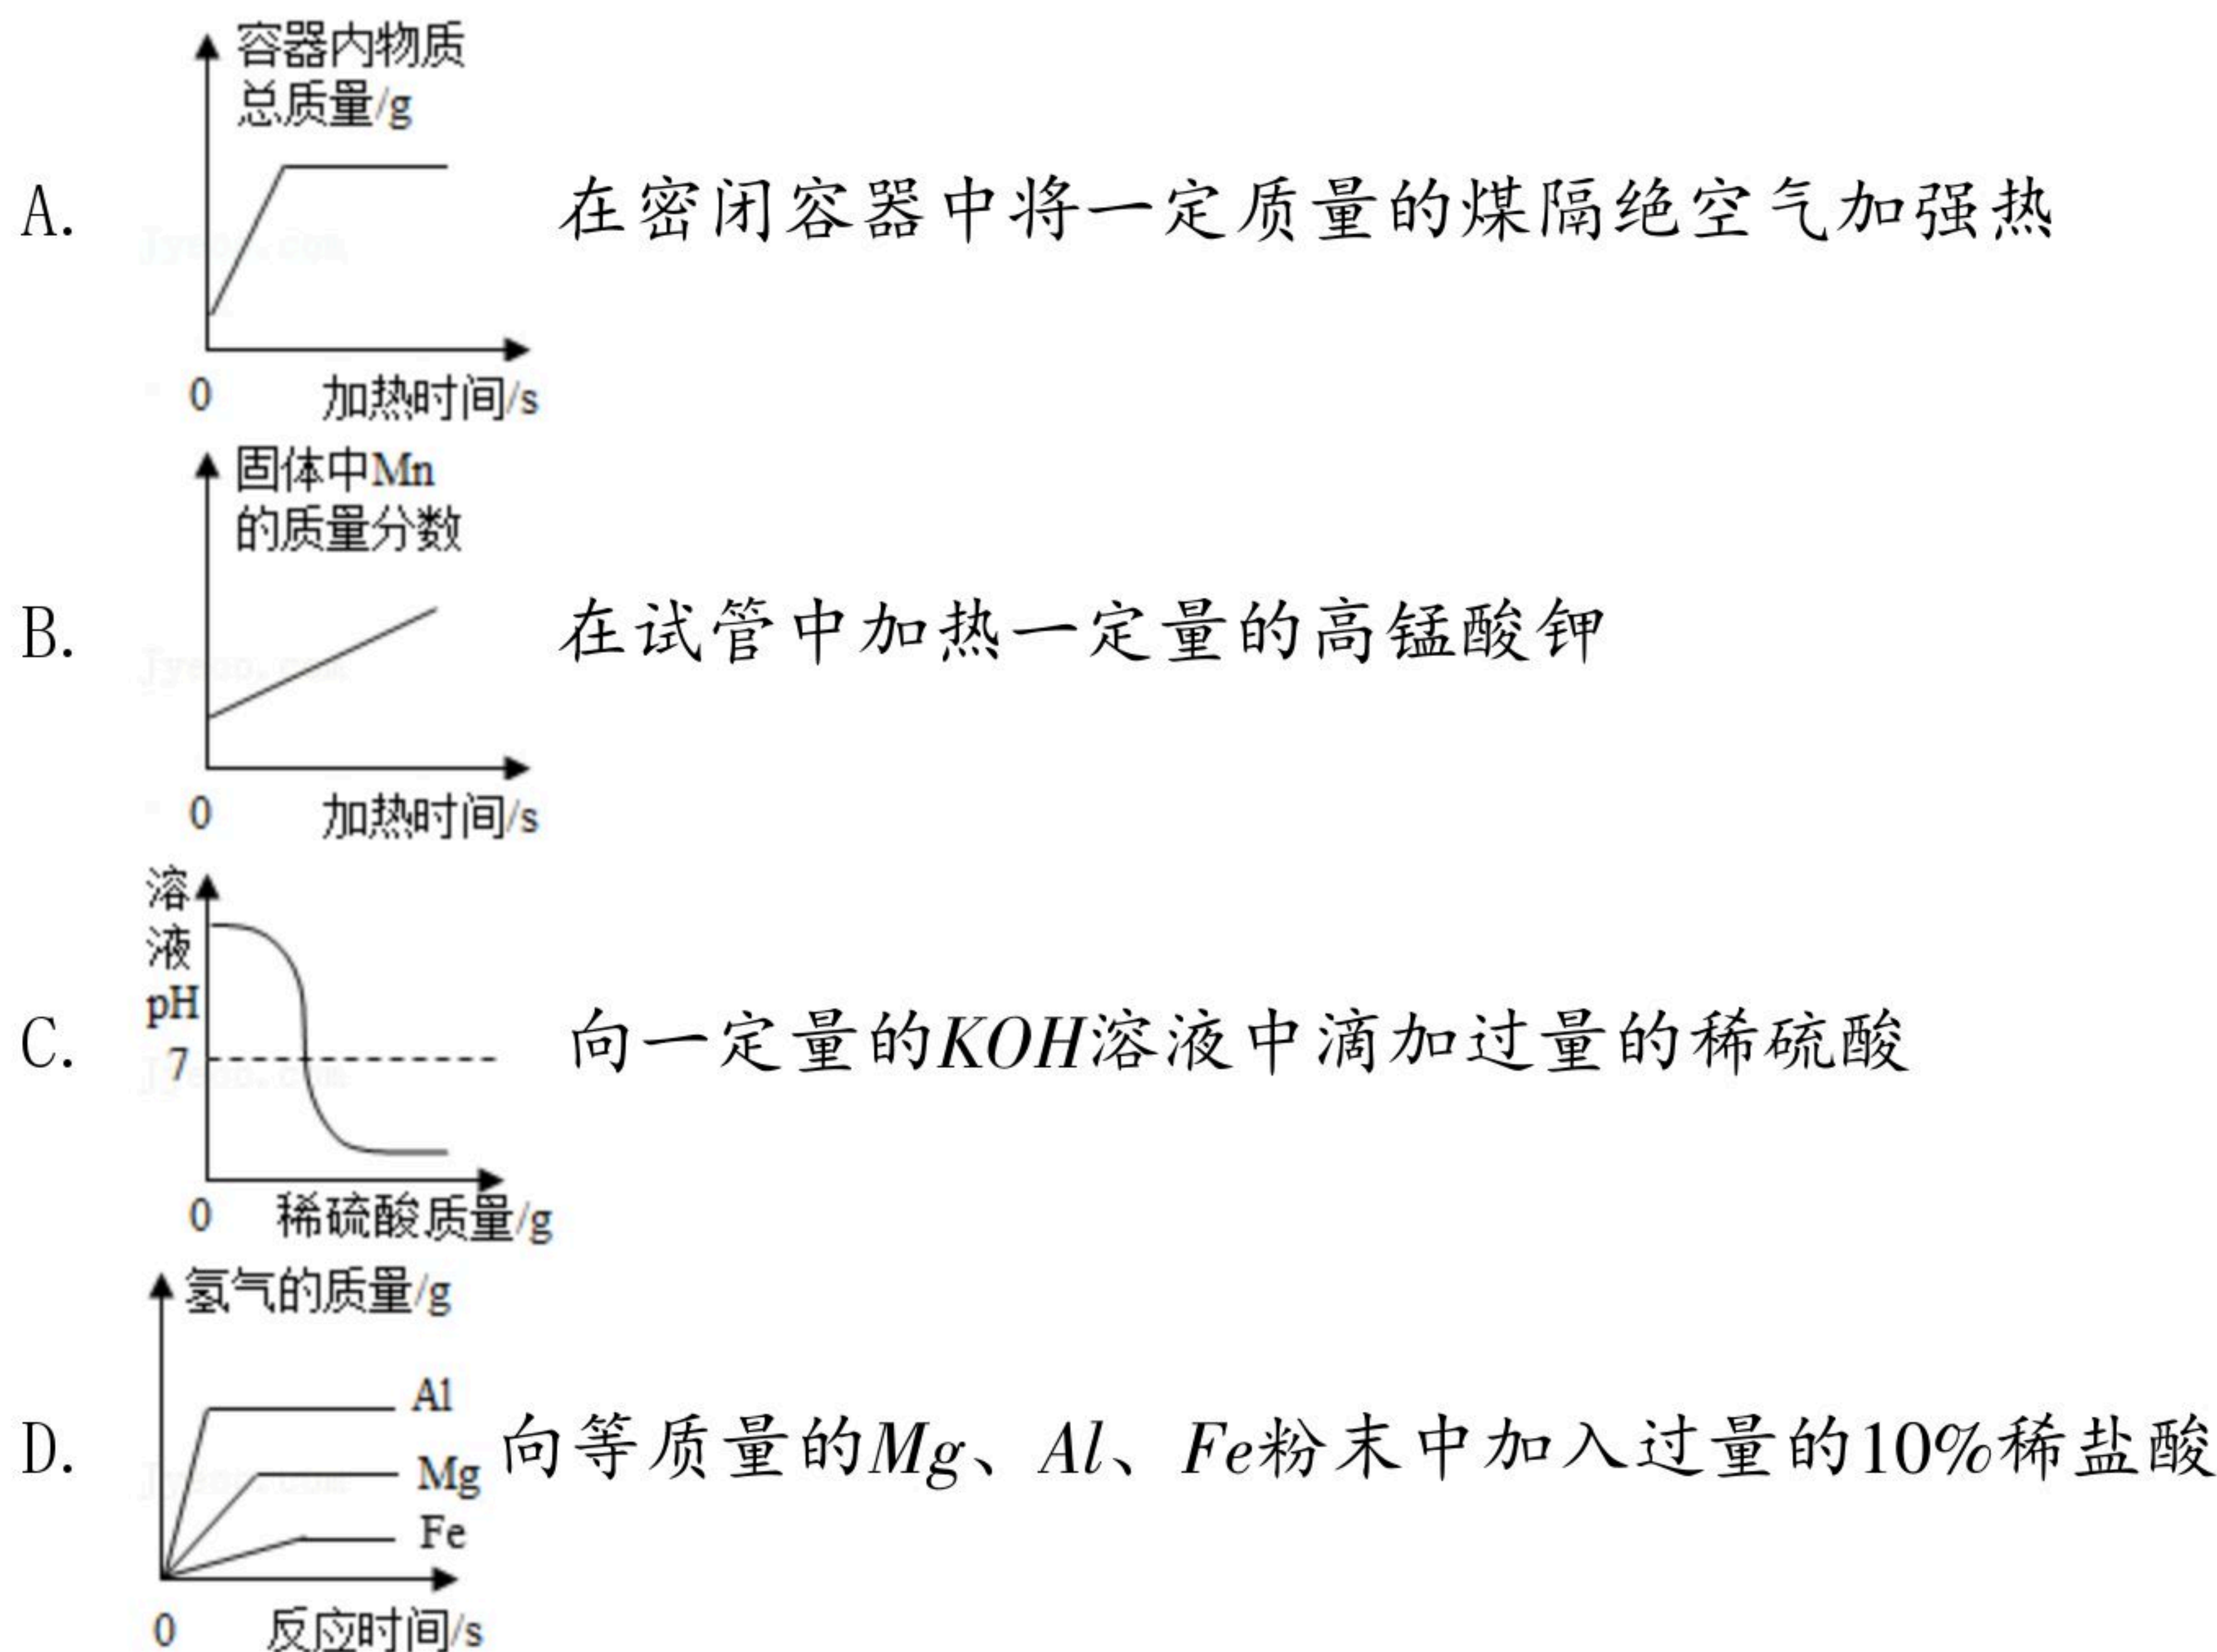 容器内物质
总质量/g
A.
在密闭容器中将一定质量的煤隔绝空气加强热
0 加热时间/s
固体中Mn
的质量分数
B.
在试管中加热一定量的高锰酸钾
0 加热时间/s
溶
液
pH
7
C.
向一定量的KOH溶液中滴加过量的稀硫酸
0 稀硫酸质量/g
氢气的质量/g
Al
Mg
Fe
D.
向等质量的Mg、Al、Fe粉末中加入过量的10%稀盐酸
0 反应时间/s